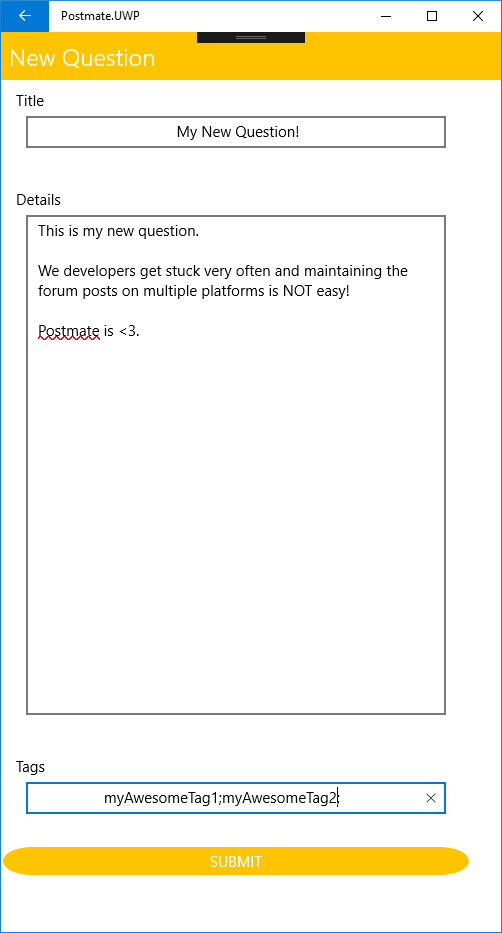 Postmate.UWP
New Question
Title
My New Question!
Details
This is my new question.
We developers get stuck very often and maintaining the
forum posts on multiple platforms is NOT easy!
Postmate is <3.
Tags
myAwesomeTag1;myAwesomeTag2;
SUBMIT